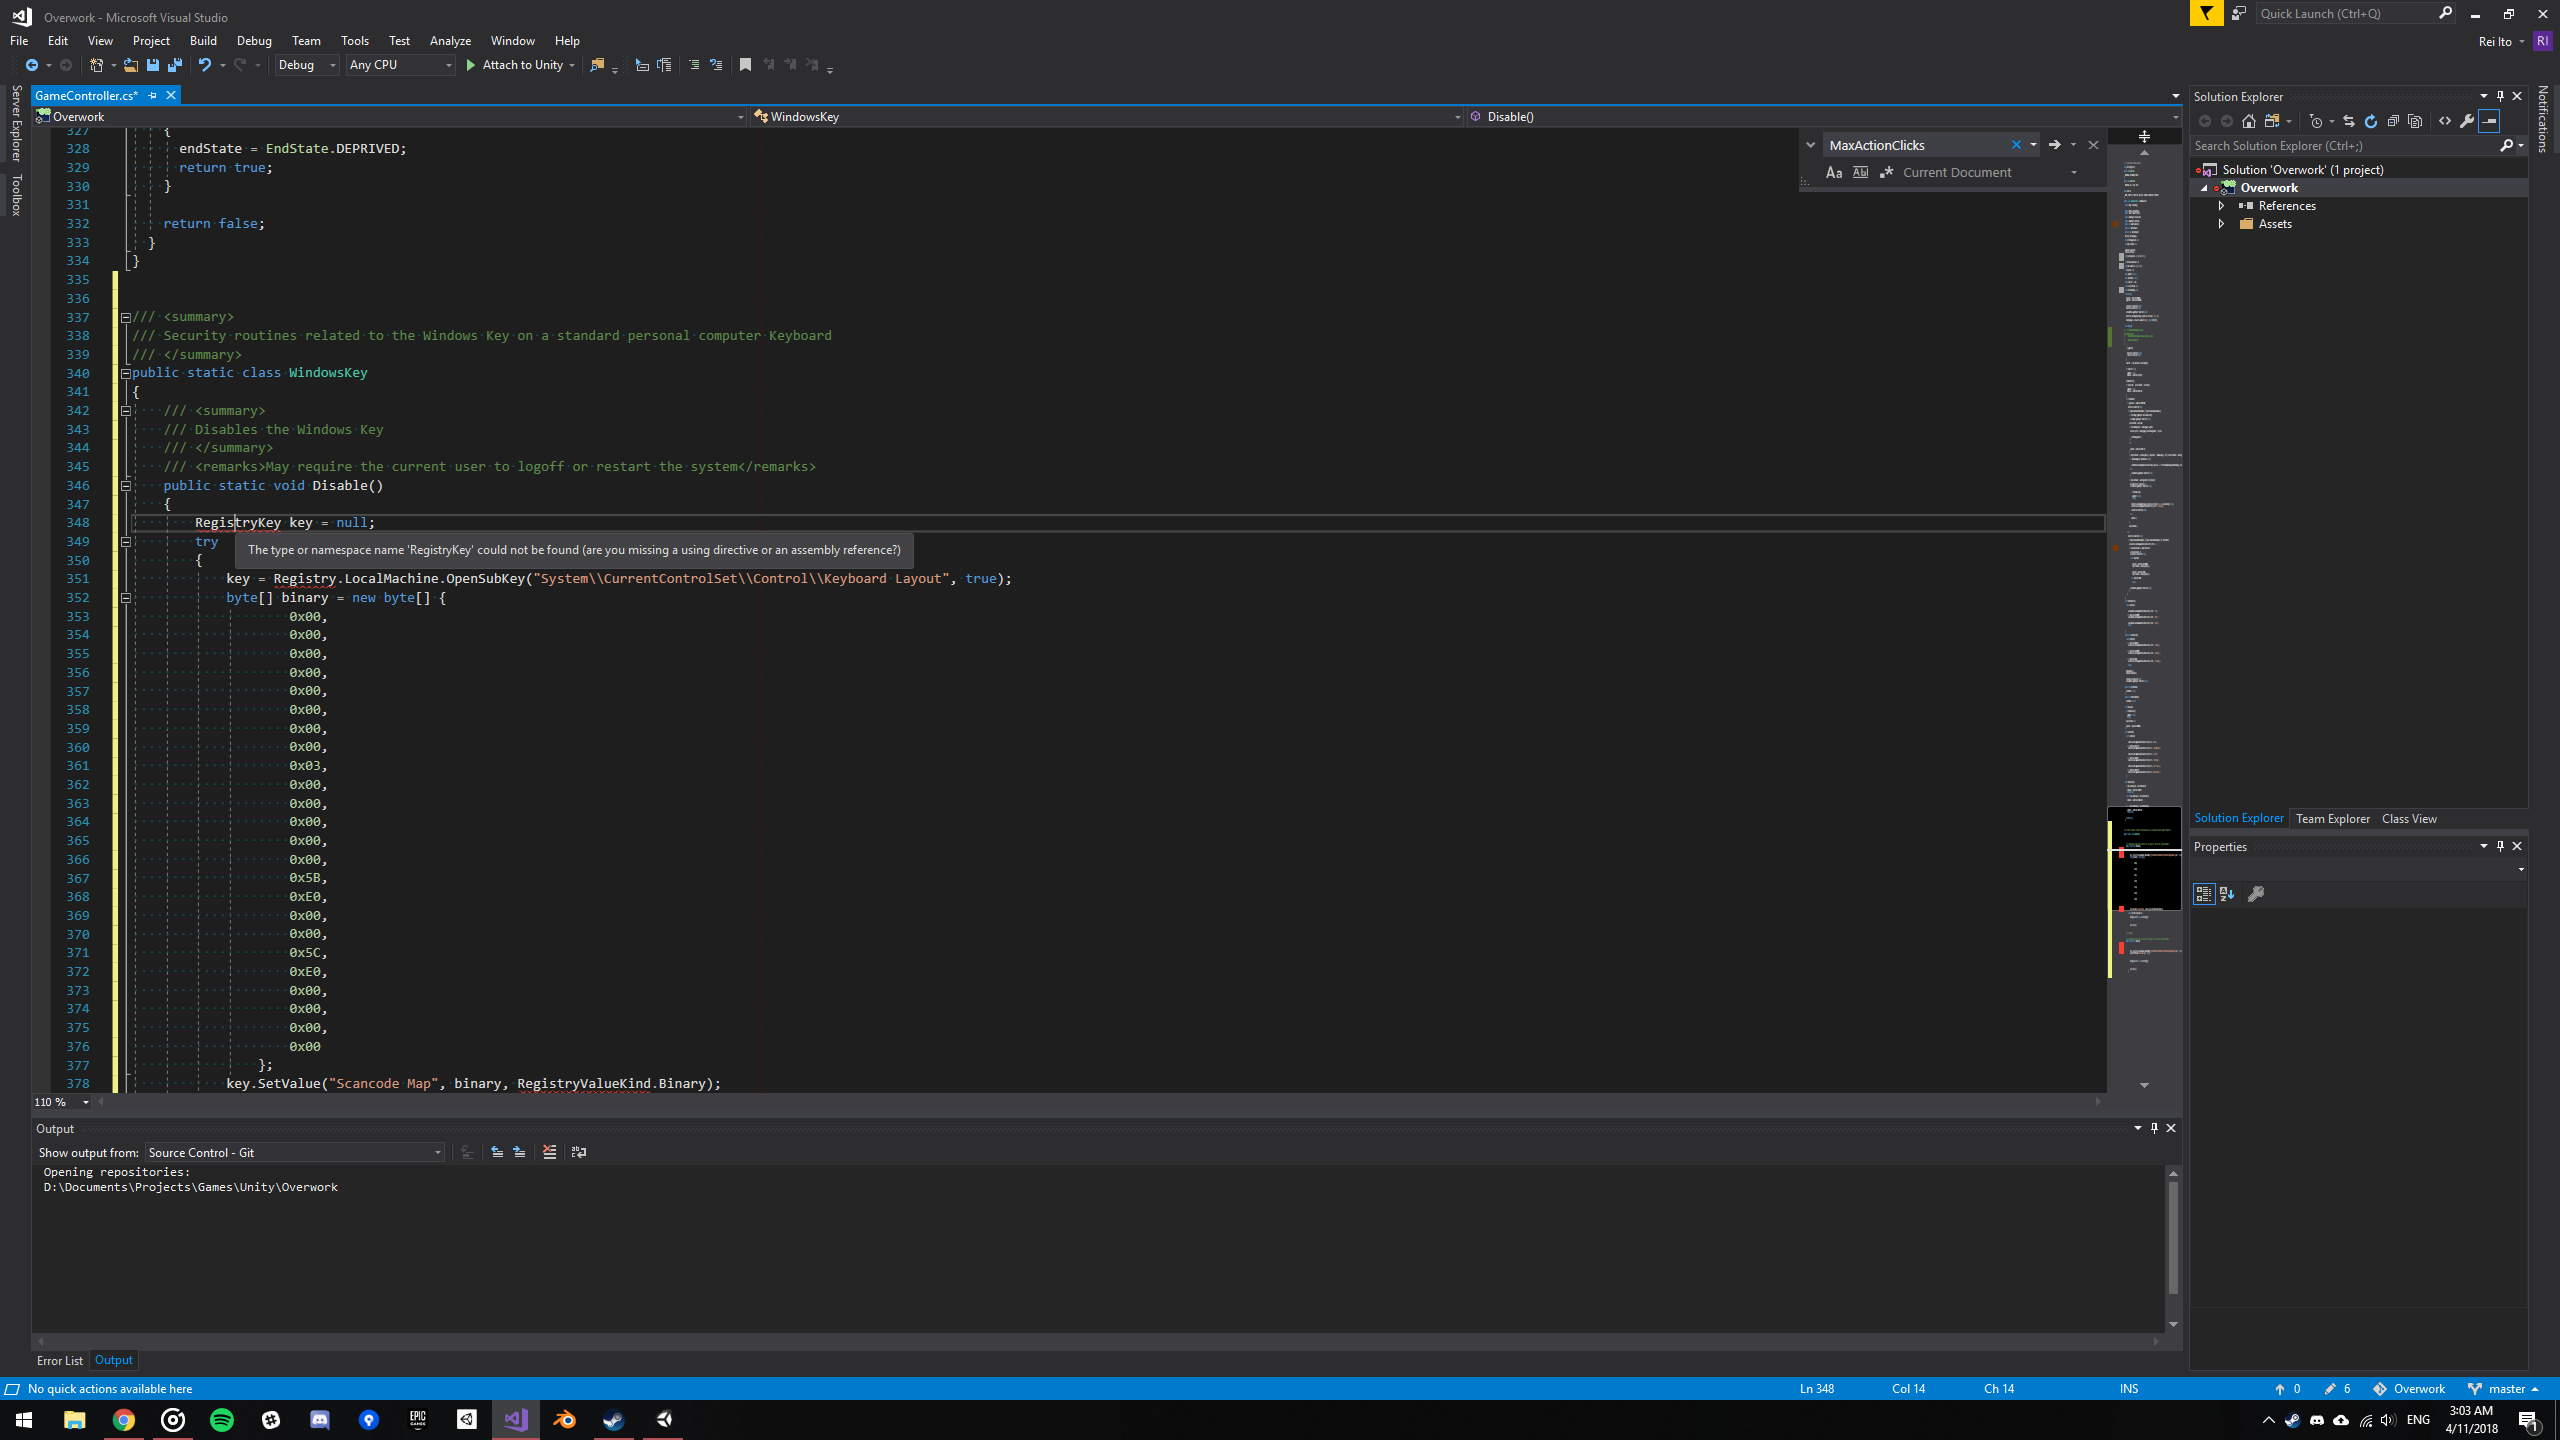 Overwork - Microsoft Visual Studio
Quick Launch (Ctrl+Q)
File Edit View Project Build Debug Team Tools Test Analyze Window Help
Rei Ito RI
Debug Any CPU Attach to Unity
Server Explorer
Toolbox
Notifications
GameController.cs*
Overwork WindowsKey Disable()
MaxActionClicks
Aa Ab .* Current Document
327 {
328 endState = EndState.DEPRIVED;
329 return true;
330 }
331
332 return false;
333 }
334 }
335
336
337 /// <summary>
338 /// Security routines related to the Windows Key on a standard personal computer Keyboard
339 /// </summary>
340 public static class WindowsKey
341 {
342 /// <summary>
343 /// Disables the Windows Key
344 /// </summary>
345 /// <remarks>May require the current user to logoff or restart the system</remarks>
346 public static void Disable()
347 {
348 RegistryKey key = null;
349 try
The type or namespace name 'RegistryKey' could not be found (are you missing a using directive or an assembly reference?)
350 {
351 key = Registry.LocalMachine.OpenSubKey("System\\CurrentControlSet\\Control\\Keyboard Layout", true);
352 byte[] binary = new byte[] {
353 0x00,
354 0x00,
355 0x00,
356 0x00,
357 0x00,
358 0x00,
359 0x00,
360 0x00,
361 0x03,
362 0x00,
363 0x00,
364 0x00,
365 0x00,
366 0x00,
367 0x5B,
368 0xE0,
369 0x00,
370 0x00,
371 0x5C,
372 0xE0,
373 0x00,
374 0x00,
375 0x00,
376 0x00
377 };
378 key.SetValue("Scancode Map", binary, RegistryValueKind.Binary);
110 %
Solution Explorer
Search Solution Explorer (Ctrl+;)
Solution 'Overwork' (1 project)
Overwork
References
Assets
Solution Explorer Team Explorer Class View
Properties
Output
Show output from: Source Control - Git
Opening repositories:
D:\Documents\Projects\Games\Unity\Overwork
Error List Output
No quick actions available here Ln 348 Col 14 Ch 14 INS 0 6 Overwork master
EPIC GAMES
ENG
3:03 AM
4/11/2018
1